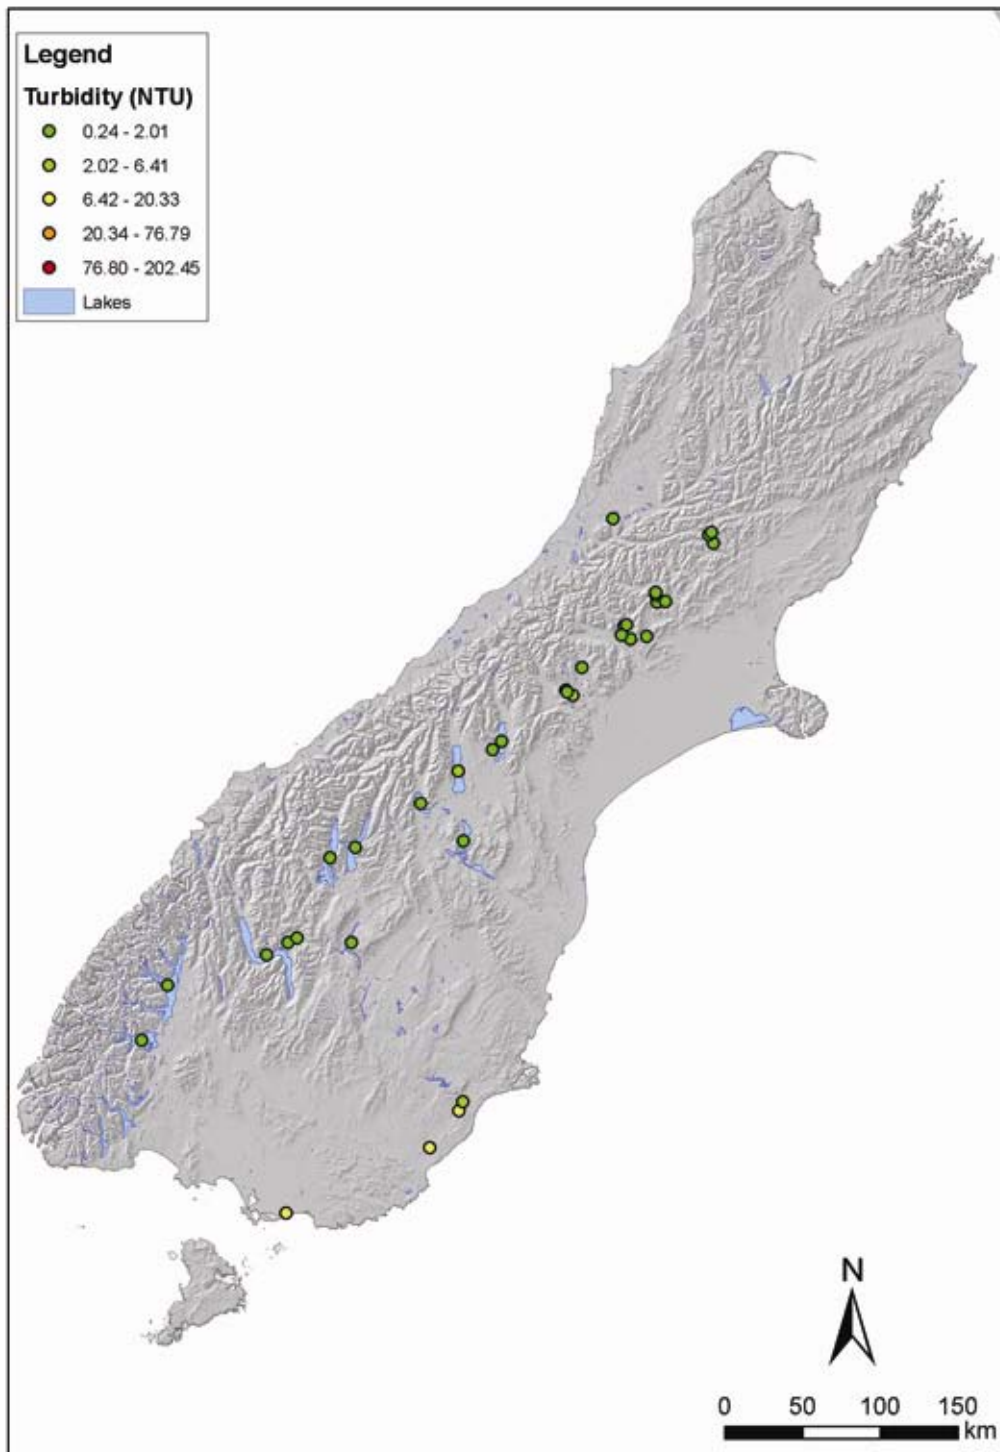 Legend
Turbidity (NTU)
0.24 - 2.01
2.02 - 6.41
6.42 - 20.33
20.34 - 76.79
76.80 - 202.45
Lakes
N
0 50 100 150
km